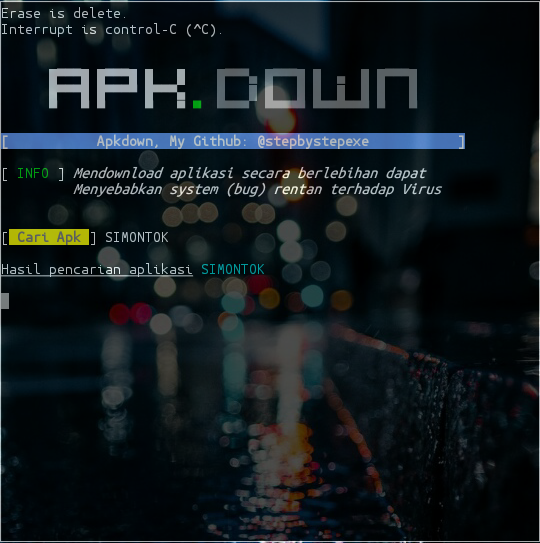 Erase is delete.
Interrupt is control-C (^C).
APK.DOWN
[ Apkdown, My Github: @stepbystepexe ]
[ INFO ] Mendownload aplikasi secara berlebihan dapat
Menyebabkan system (bug) rentan terhadap Virus
[ Cari Apk ] SIMONTOK
Hasil pencarian aplikasi SIMONTOK